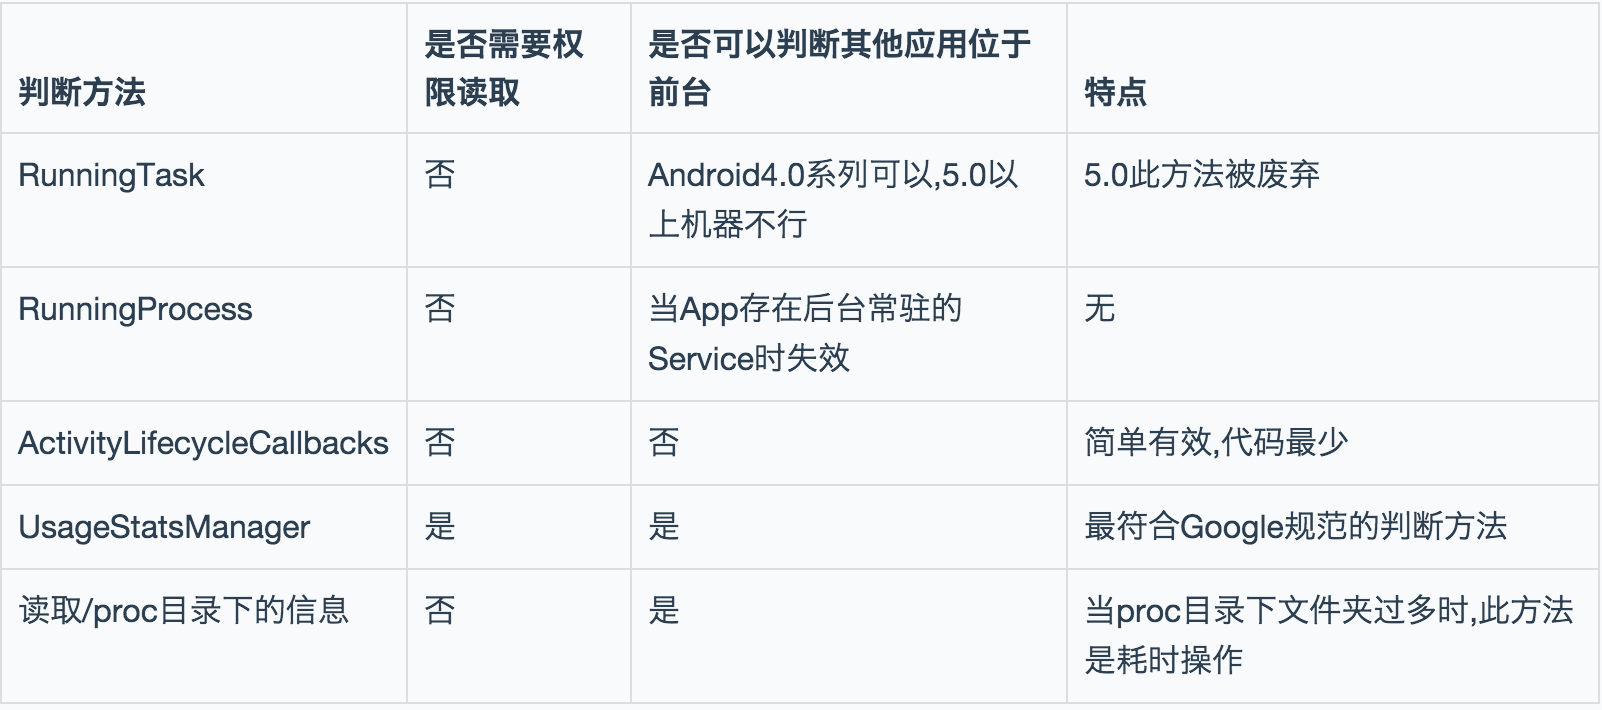 判断方法
是否需要权
限读取
是否可以判断其他应用位于
前台
特点
RunningTask
否
Android4.0系列可以,5.0以
上机器不行
5.0此方法被废弃
RunningProcess
否
当App存在后台常驻的
Service时失效
无
ActivityLifecycleCallbacks
否
否
简单有效,代码最少
UsageStatsManager
是
是
最符合Google规范的判断方法
读取/proc目录下的信息
否
是
当proc目录下文件夹过多时,此方法
是耗时操作